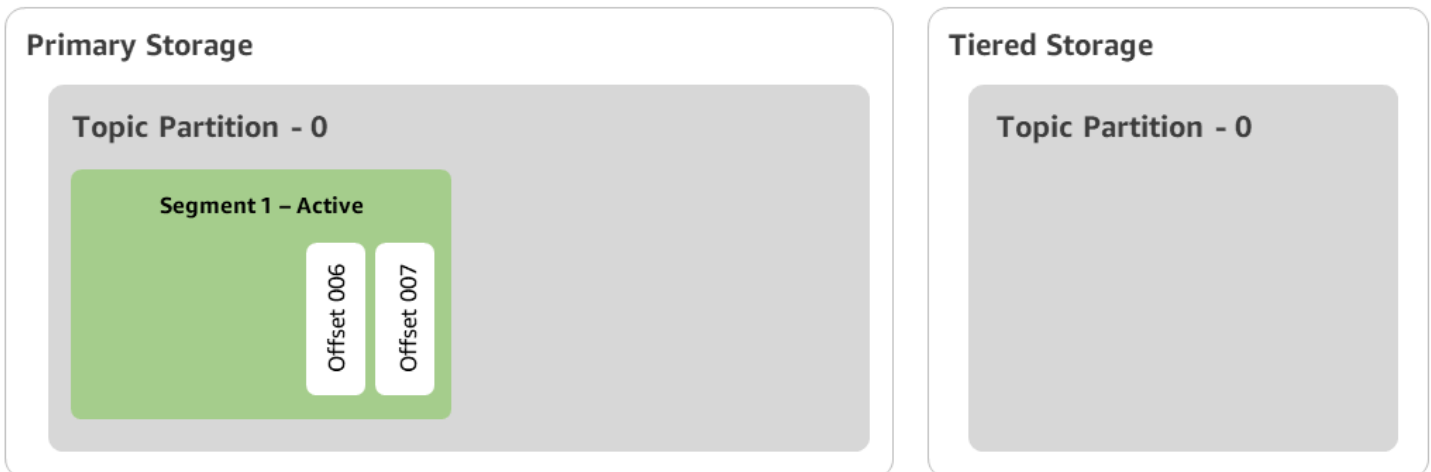 Primary Storage
Topic Partition - 0
Segment 1 – Active
Offset 006
Offset 007
Tiered Storage
Topic Partition - 0